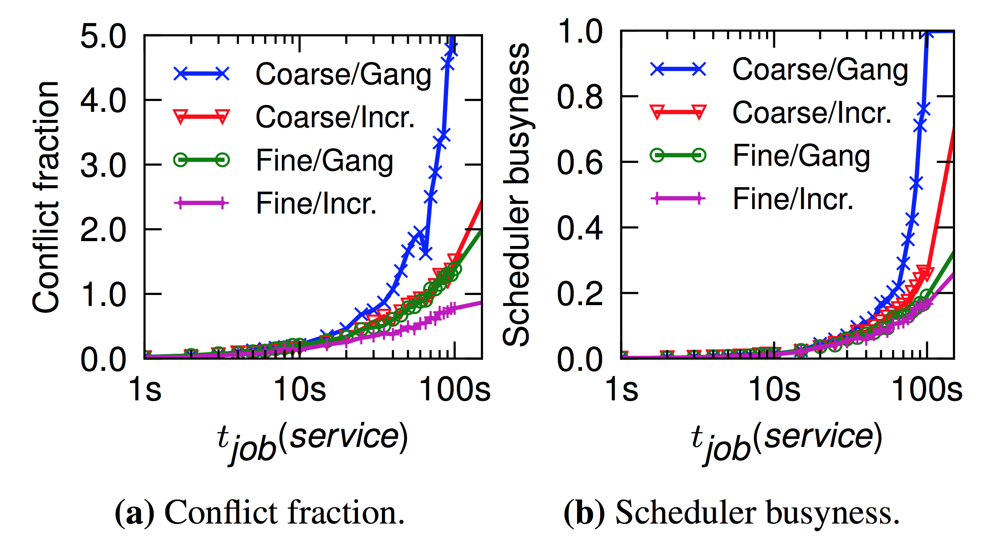 Conflict fraction
5.0
4.0
3.0
2.0
1.0
0.0
Coarse/Gang
Coarse/Incr.
Fine/Gang
Fine/Incr.
1s 10s 100s
t_job(service)
(a) Conflict fraction.
Scheduler busyness
1.0
0.8
0.6
0.4
0.2
0.0
Coarse/Gang
Coarse/Incr.
Fine/Gang
Fine/Incr.
1s 10s 100s
t_job(service)
(b) Scheduler busyness.